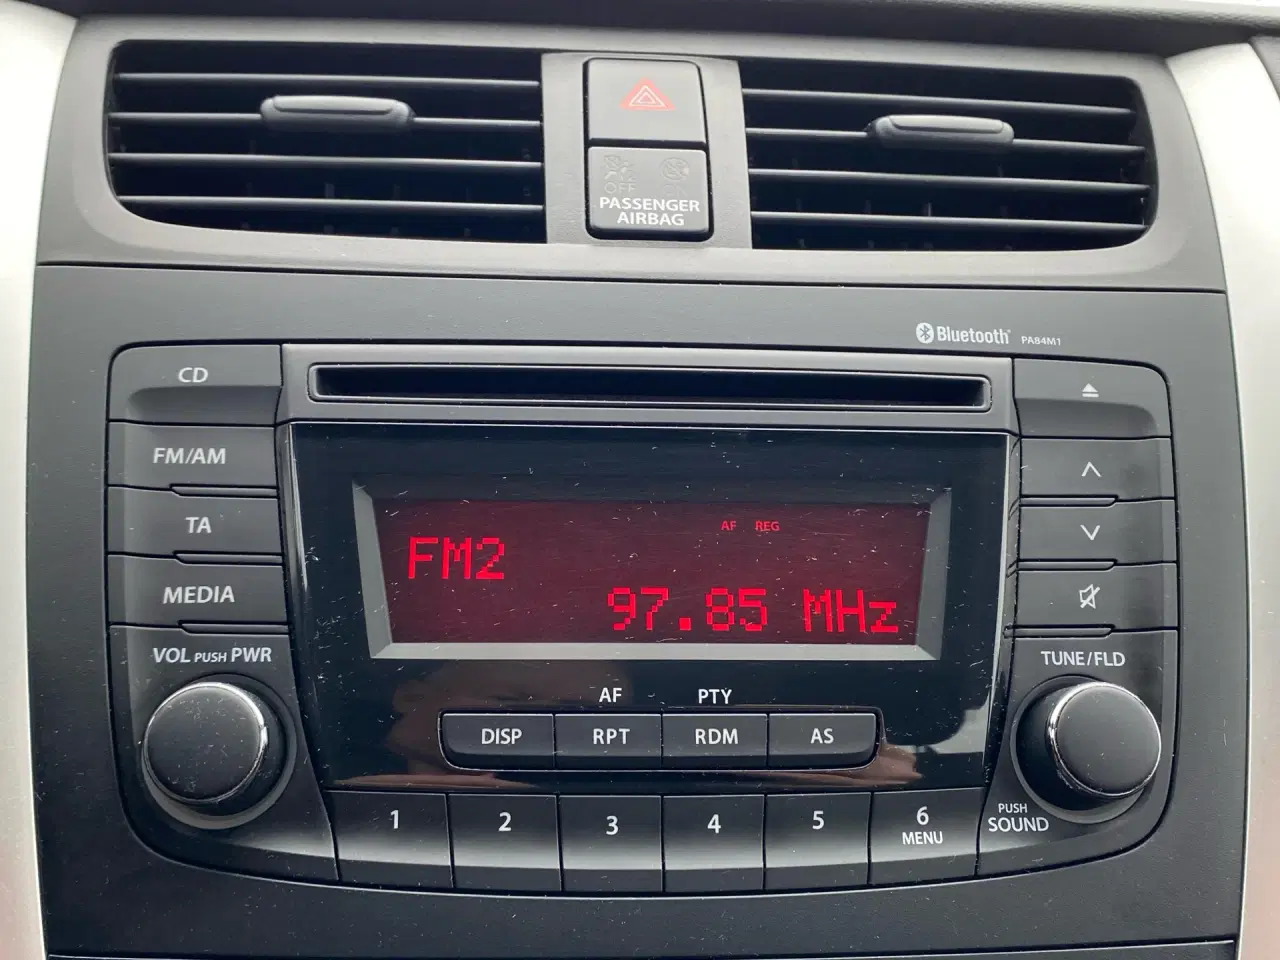 OFF
PASSENGER
AIRBAG
Bluetooth PA84M1
CD
FM/AM
TA
MEDIA
VOL PUSH PWR
AF REG
FM2
97.85 MHz
TUNE/FLD
AF PTY
DISP RPT RDM AS
1 2 3 4 5 6
MENU
PUSH
SOUND